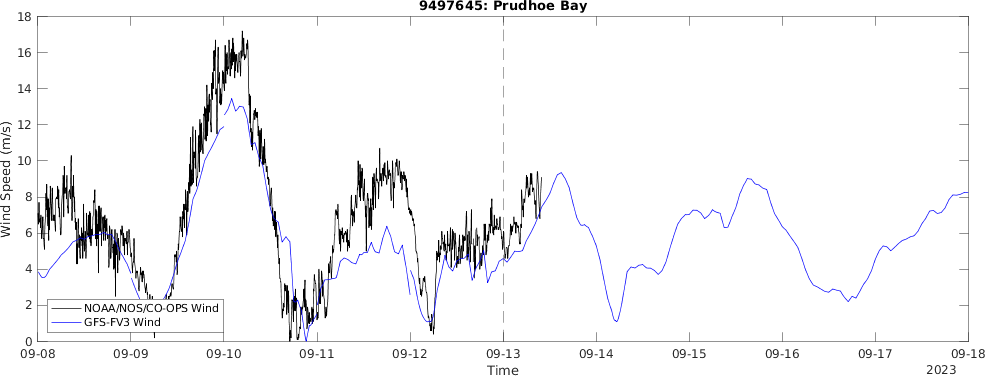 9497645: Prudhoe Bay
18
16
14
12
10
8
6
4
2
0
Wind Speed (m/s)
NOAA/NOS/CO-OPS Wind
GFS-FV3 Wind
09-08 09-09 09-10 09-11 09-12 09-13 09-14 09-15 09-16 09-17 09-18
Time
2023